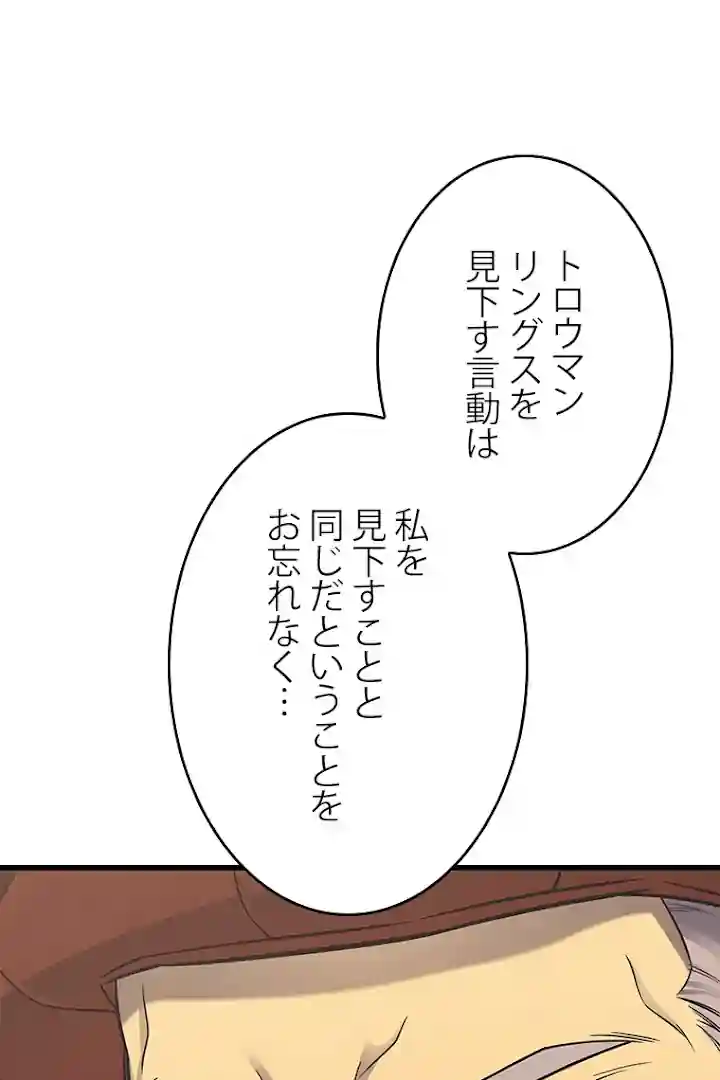 トロウマン
リングスを
見下す言動は
私を
見下すことと
同じだということを
お忘れなく…